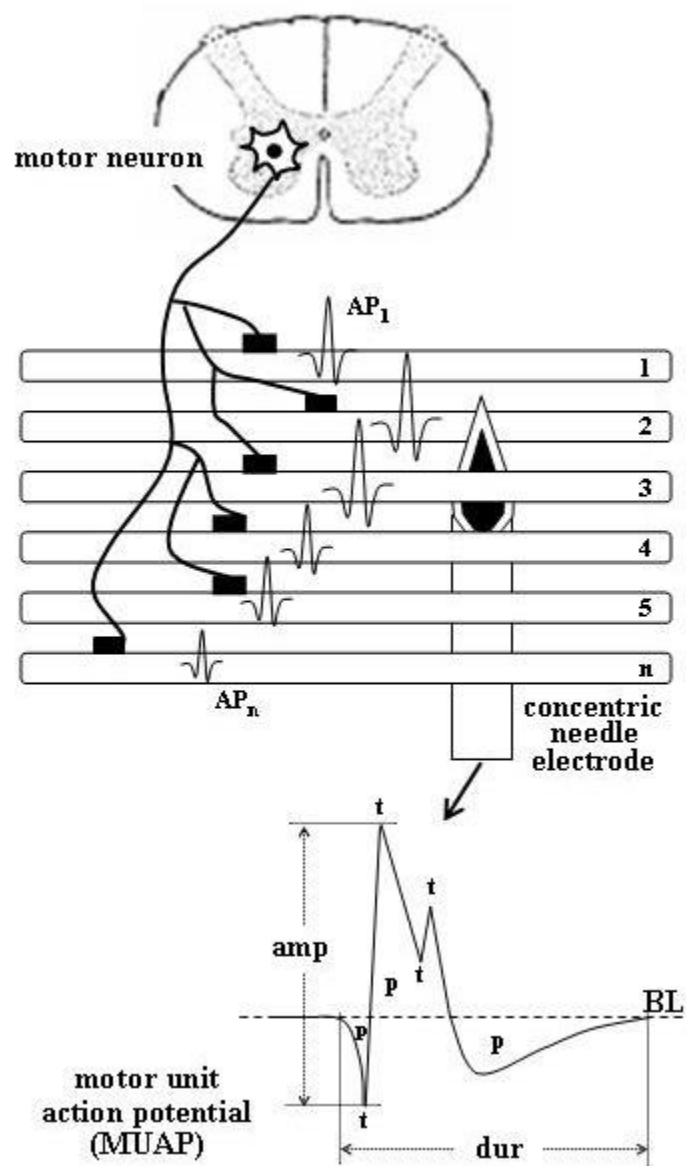 motor neuron
AP1
1
2
3
4
5
n
APn
concentric
needle
electrode
t
t
amp
t
p
BL
p
p
t
motor unit
action potential
(MUAP)
dur